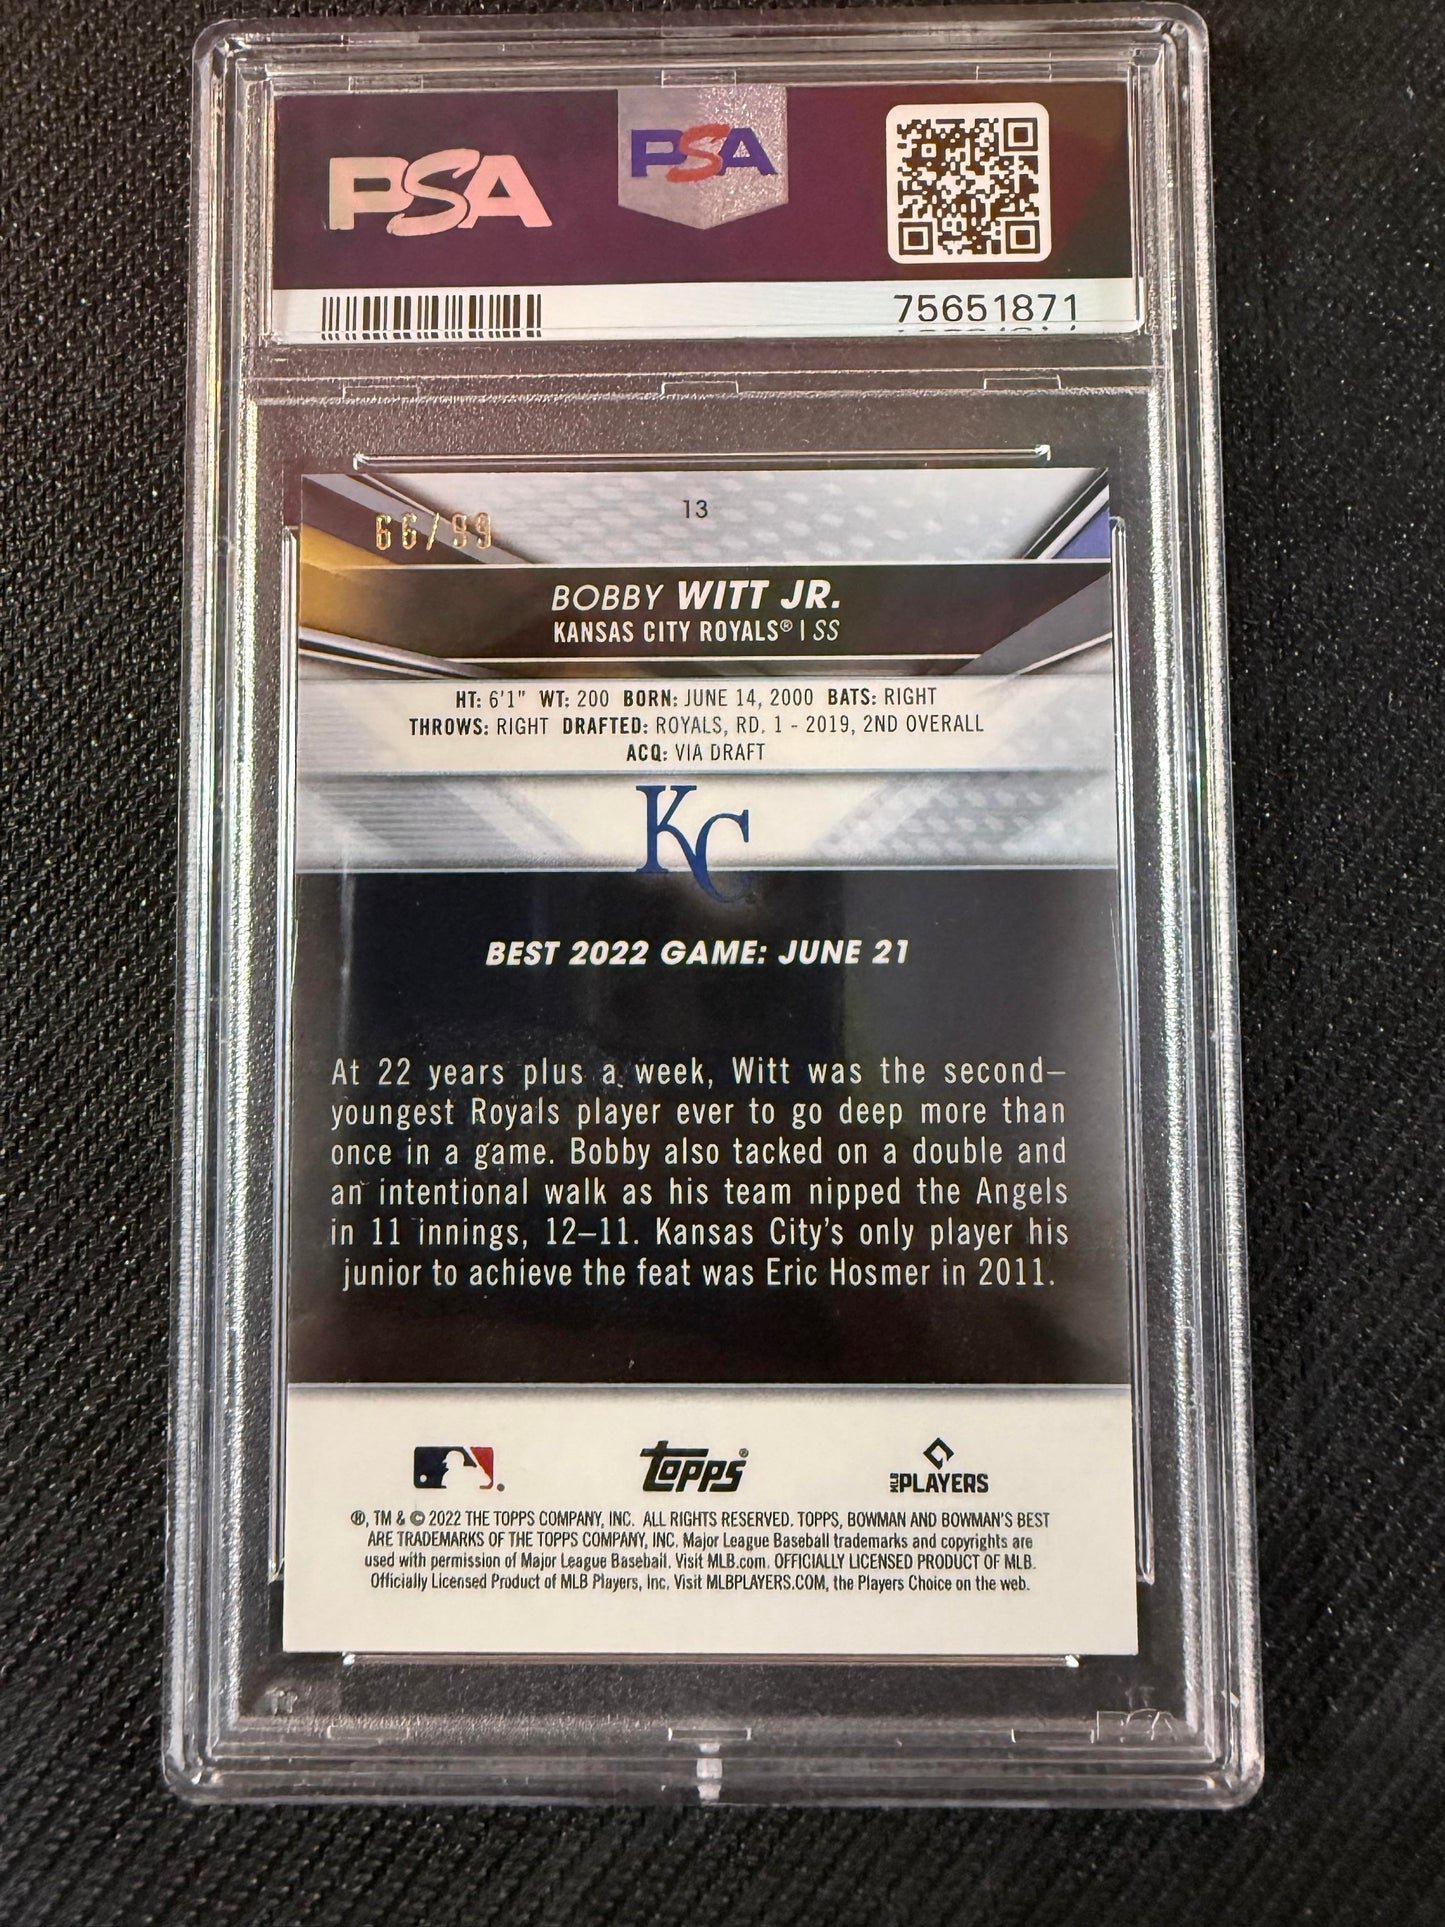 PSA
PSA
75651871
66/99
13
BOBBY WITT JR.
KANSAS CITY ROYALS® | SS
HT: 6'1" WT: 200 BORN: JUNE 14, 2000 BATS: RIGHT
THROWS: RIGHT DRAFTED: ROYALS, RD. 1 - 2019, 2ND OVERALL
ACQ: VIA DRAFT
KC
BEST 2022 GAME: JUNE 21
At 22 years plus a week, Witt was the second–
youngest Royals player ever to go deep more than
once in a game. Bobby also tacked on a double and
an intentional walk as his team nipped the Angels
in 11 innings, 12–11. Kansas City's only player his
junior to achieve the feat was Eric Hosmer in 2011.
Topps®
MLB PLAYERS
®, TM & © 2022 THE TOPPS COMPANY, INC. ALL RIGHTS RESERVED. TOPPS, BOWMAN AND BOWMAN'S BEST
ARE TRADEMARKS OF THE TOPPS COMPANY, INC. Major League Baseball trademarks and copyrights are
used with permission of Major League Baseball. Visit MLB.com. OFFICIALLY LICENSED PRODUCT OF MLB.
Officially Licensed Product of MLB Players, Inc. Visit MLBPLAYERS.COM, the Players Choice on the web.
PSA